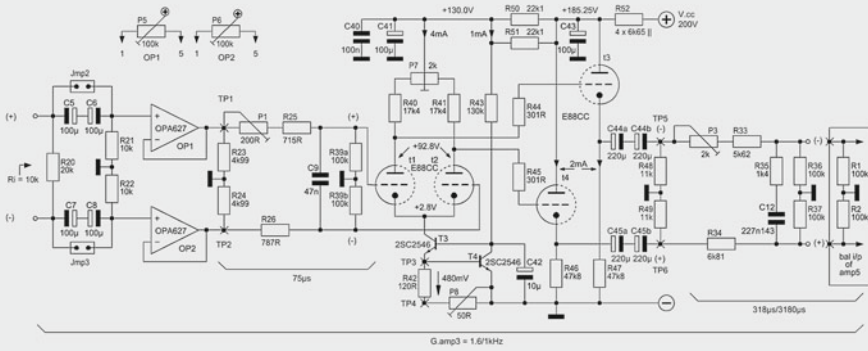 P5
100k
1 5
OP1
P6
100k
1 5
OP2
+130.0V
R50 22k1
+185.25V
R52
4 x 6k65 ||
V.cc
200V
C40
100n
C41
100µ
4mA
1mA
R51 22k1
C43
100µ
t3
P7
2k
Jmp2
C5 C6
100µ 100µ
(+)
OPA627
OP1
TP1
P1
200R
R25
715R
R40
17k4
R41
17k4
R43
130k
R44
301R
E88CC
C44a C44b
220µ 220µ
TP5
(-)
P3
2k
R33
5k62
(-)
R21
10k
R20
20k
Ri = 10k
R22
10k
R23
4k99
R24
4k99
C9
47n
(+)
R39a
100k
R39b
100k
(-)
+92.8V
t1 t2
E88CC
+2.8V
R45
301R
2mA
t4
R48
11k
R49
11k
R35
1k4
R36
100k
R37
100k
R1
100k
R2
100k
C12
227n143
(-)
C7 C8
100µ 100µ
Jmp3
OPA627
OP2
TP2
R26
787R
75µs
2SC2546 T3
TP3
T4 2SC2546
R42
120R
480mV
TP4
P8
50R
C42
10µ
R46
47k8
R47
47k8
C45a C45b
220µ 220µ
(+)
TP6
R34
6k81
(+)
bal i/p
of
amp5
318µs/3180µs
G.amp3 = 1.6/1kHz